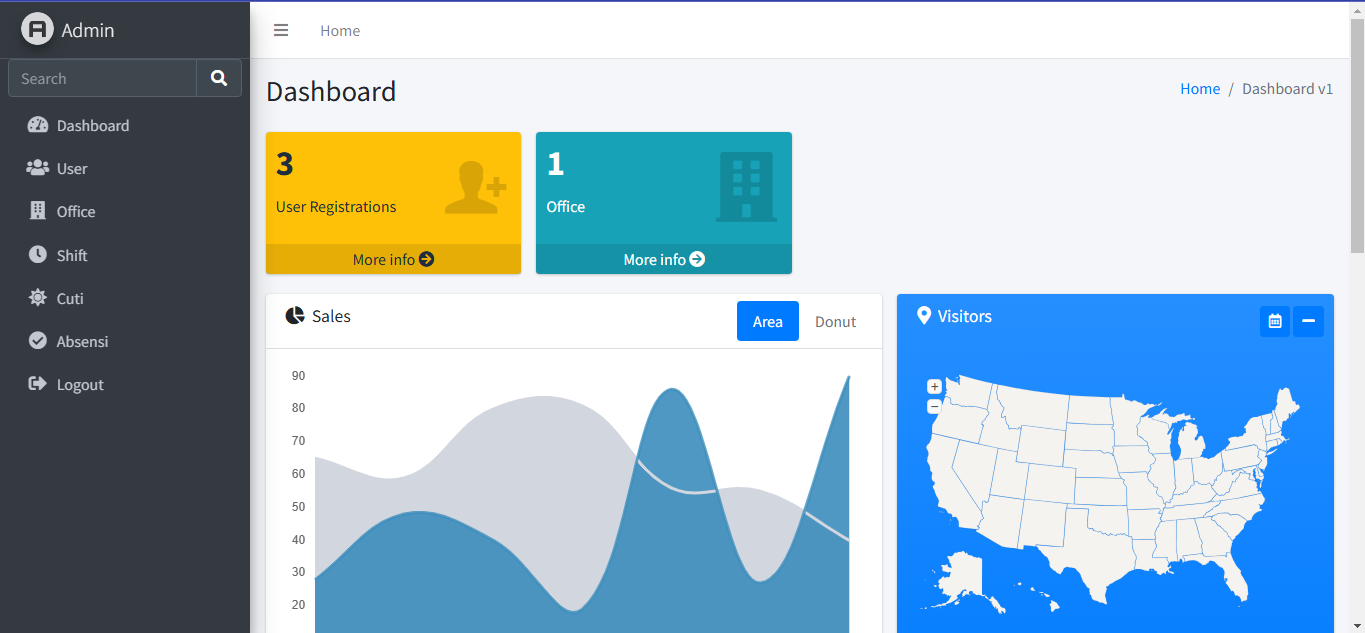 Admin
Search
Dashboard
User
Office
Shift
Cuti
Absensi
Logout
Home
Dashboard
Home / Dashboard v1
3
User Registrations
More info
1
Office
More info
Sales
Area
Donut
90
80
70
60
50
40
30
20
Visitors
+
−